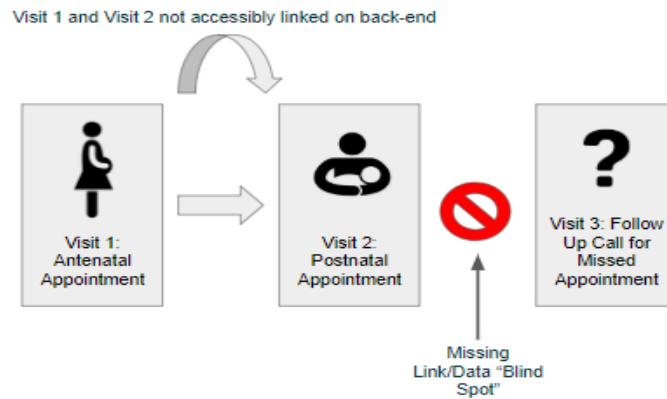 Visit 1 and Visit 2 not accessibly linked on back-end
Visit 1:
Antenatal
Appointment
Visit 2:
Postnatal
Appointment
?
Visit 3: Follow
Up Call for
Missed
Appointment
Missing
Link/Data “Blind
Spot”